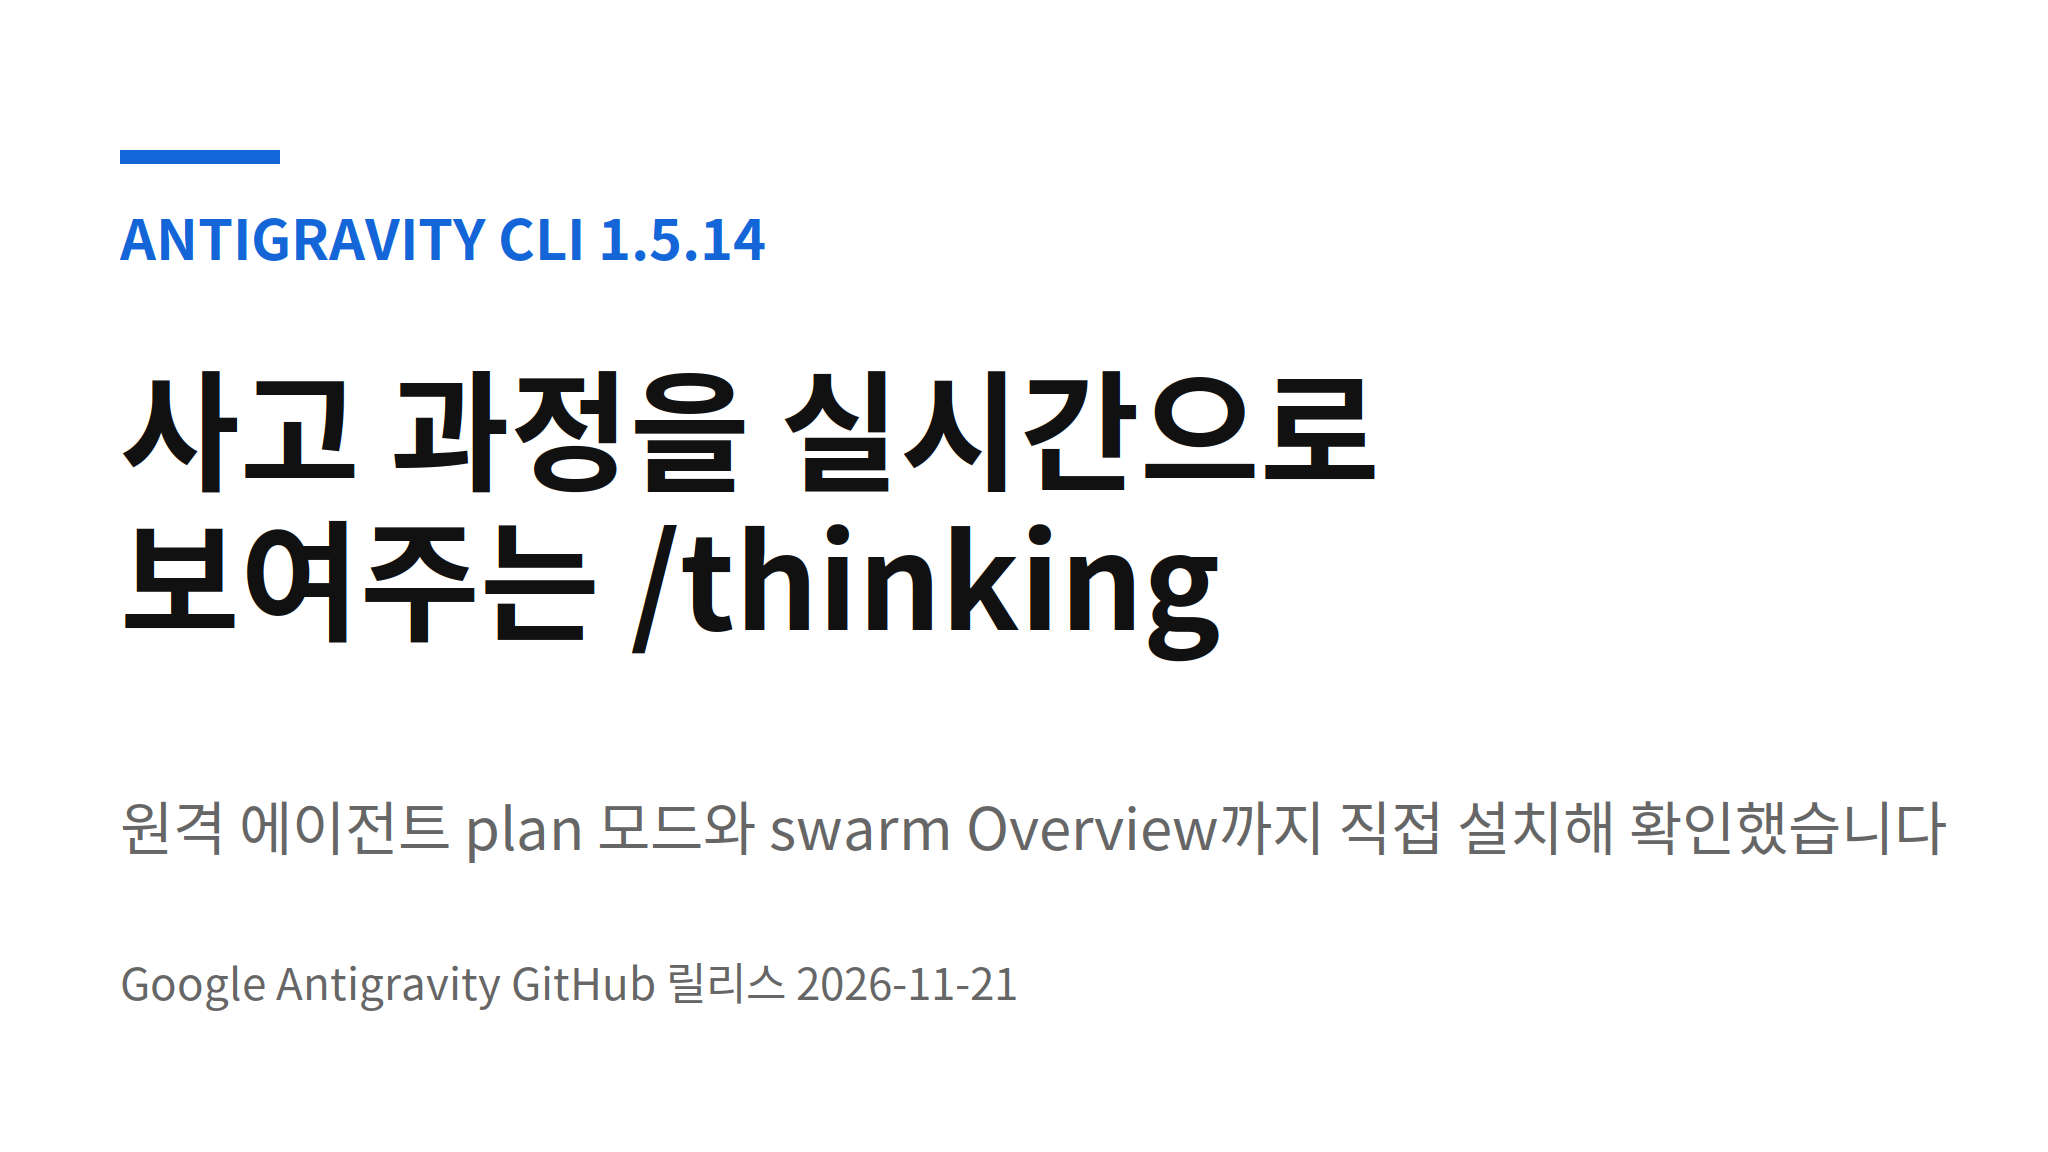 ANTIGRAVITY CLI 1.5.14
사고 과정을 실시간으로
보여주는 /thinking
원격 에이전트 plan 모드와 swarm Overview까지 직접 설치해 확인했습니다
Google Antigravity GitHub 릴리스 2026-11-21